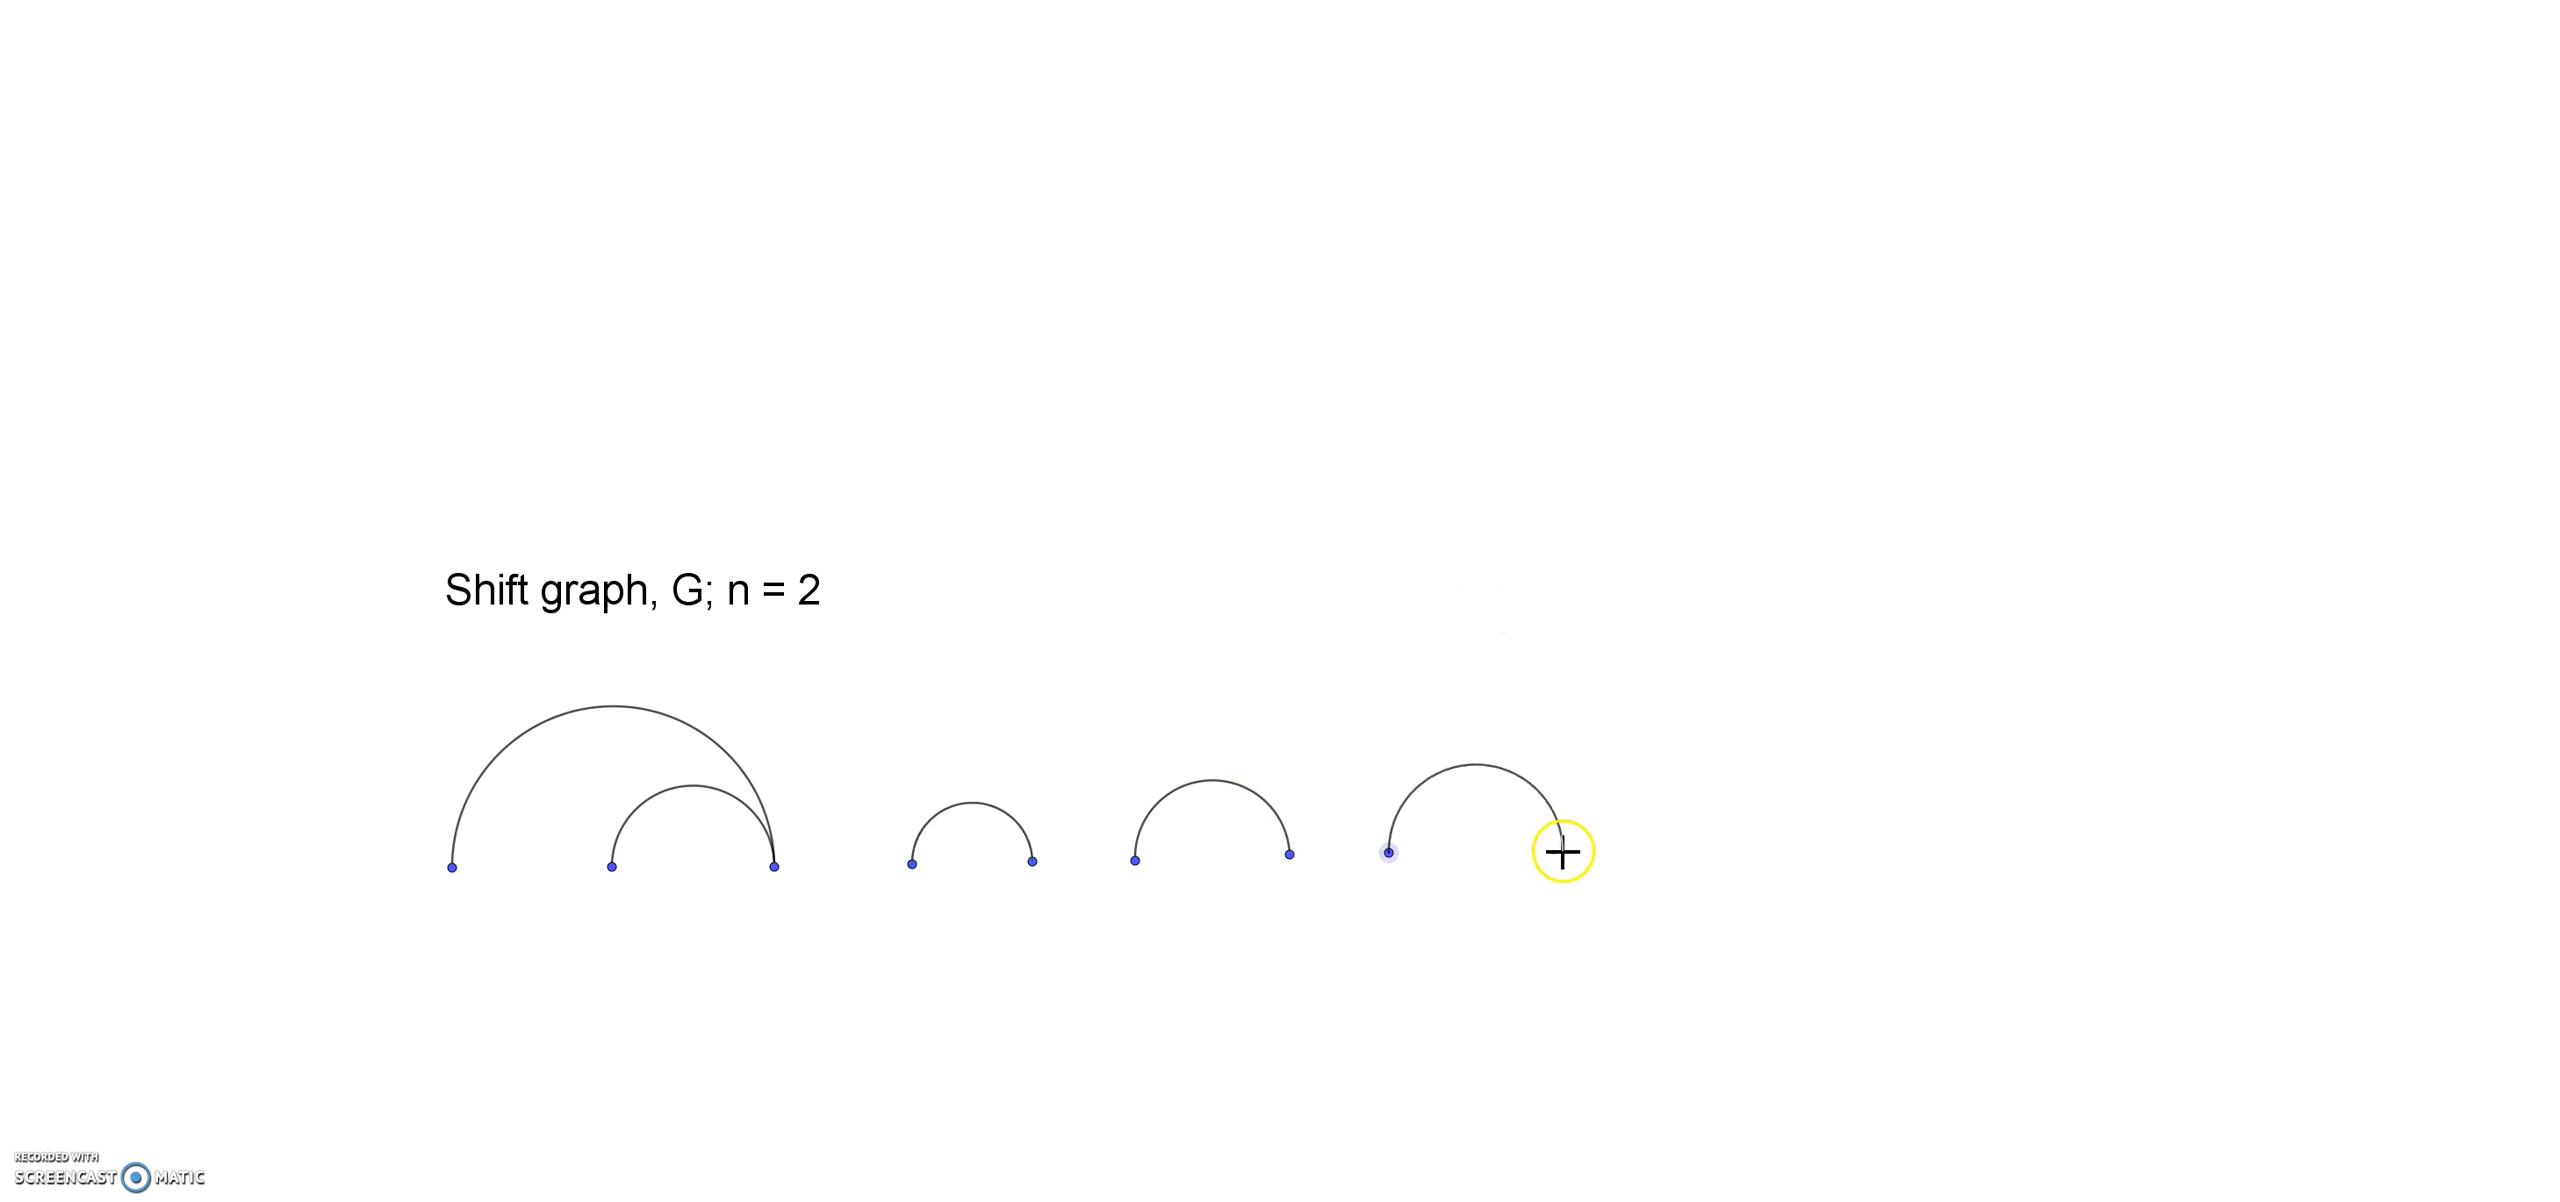 Shift graph, G; n = 2
RECORDED WITH
SCREENCAST MATIC